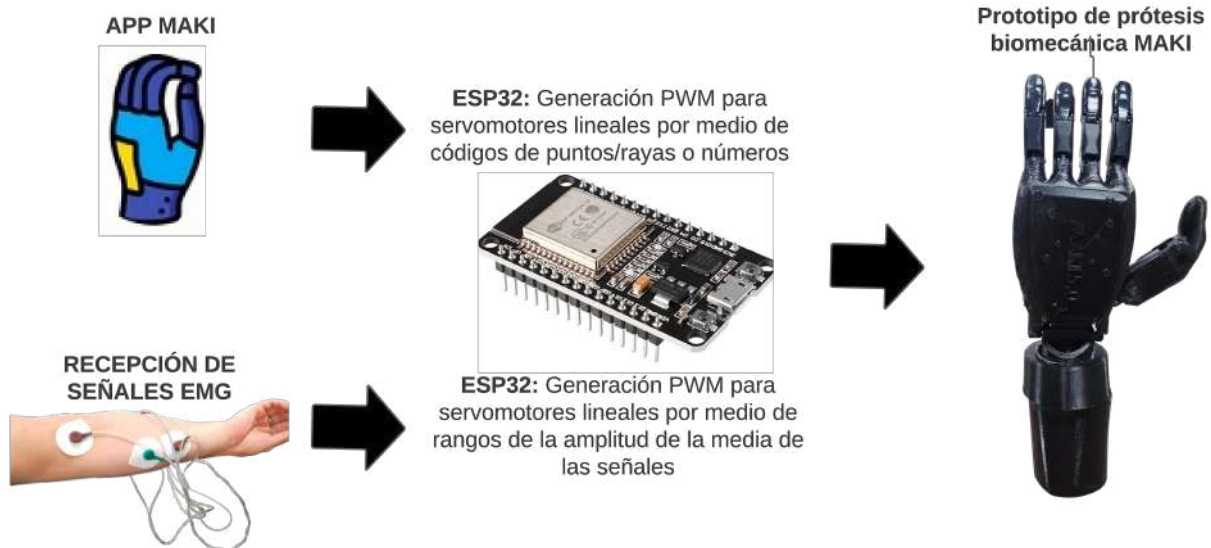 APP MAKI
ESP32: Generación PWM para
servomotores lineales por medio de
códigos de puntos/rayas o números
Prototipo de prótesis
biomecánica MAKI
RECEPCIÓN DE
SEÑALES EMG
ESP32: Generación PWM para
servomotores lineales por medio de
rangos de la amplitud de la media de
las señales